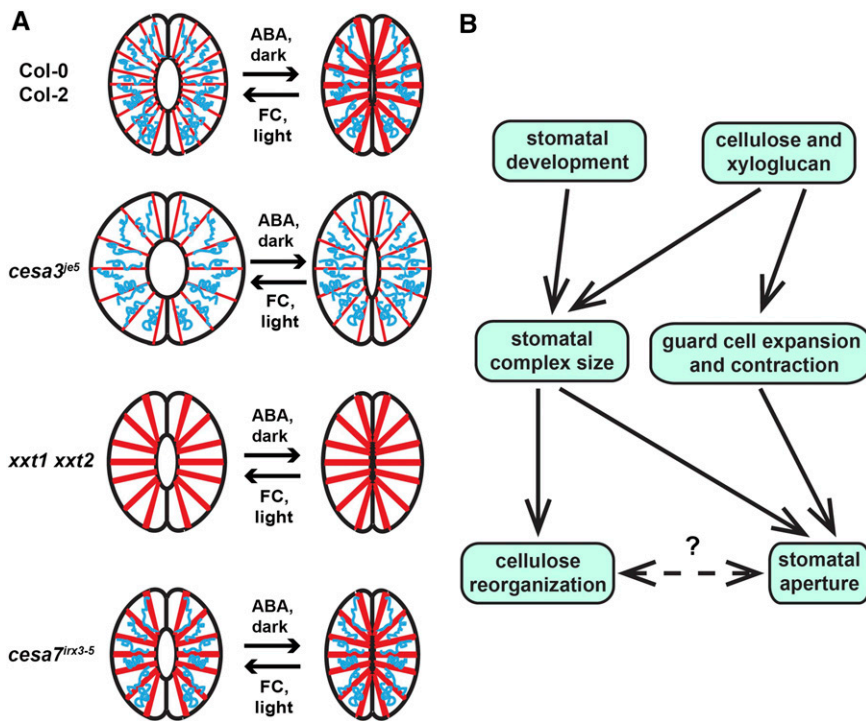 A
Col-0
Col-2
ABA,
dark
FC,
light
cesa3je5
ABA,
dark
FC,
light
xxt1 xxt2
ABA,
dark
FC,
light
cesa7irx3-5
ABA,
dark
FC,
light
B
stomatal
development
cellulose and
xyloglucan
stomatal
complex size
guard cell expansion
and contraction
cellulose
reorganization
?
stomatal
aperture